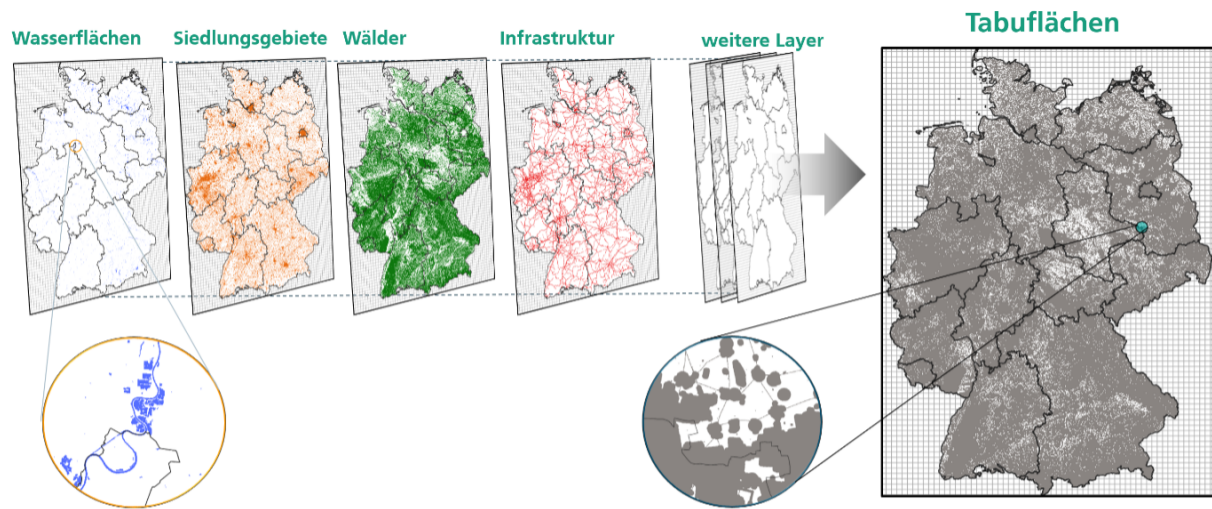 Wasserflächen
Siedlungsgebiete
Wälder
Infrastruktur
weitere Layer
Tabuflächen